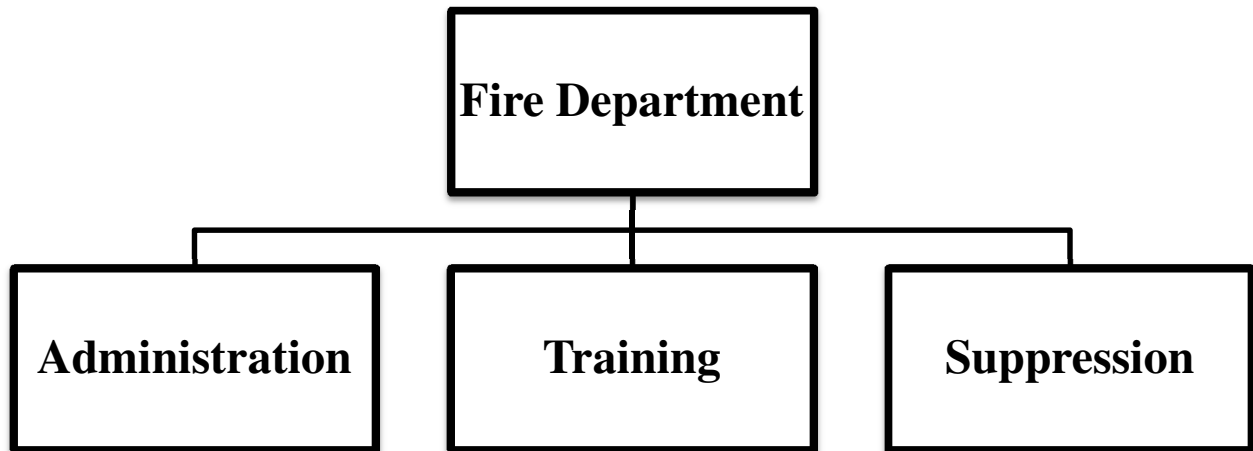 Fire Department
Administration
Training
Suppression